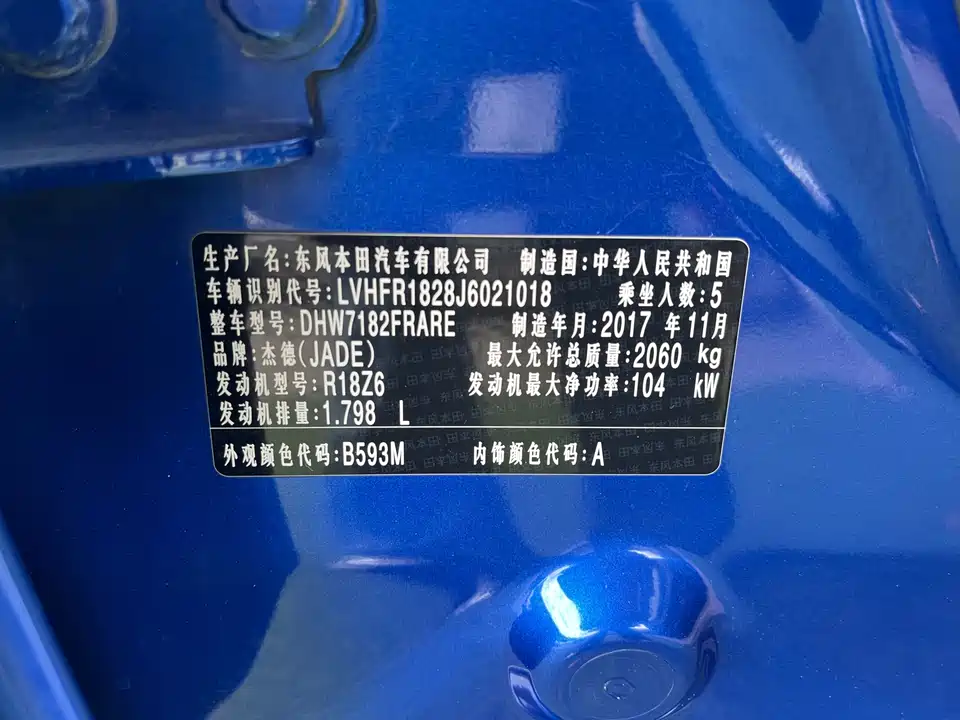 生产厂名:东风本田汽车有限公司 制造国:中华人民共和国
车辆识别代号:LVHFR1828J6021018 乘坐人数:5
整车型号:DHW7182FRARE 制造年月:2017 年11月
品牌:杰德(JADE) 最大允许总质量:2060 kg
发动机型号:R18Z6 发动机最大净功率:104 kW
发动机排量:1.798 L
外观颜色代码:B593M 内饰颜色代码:A